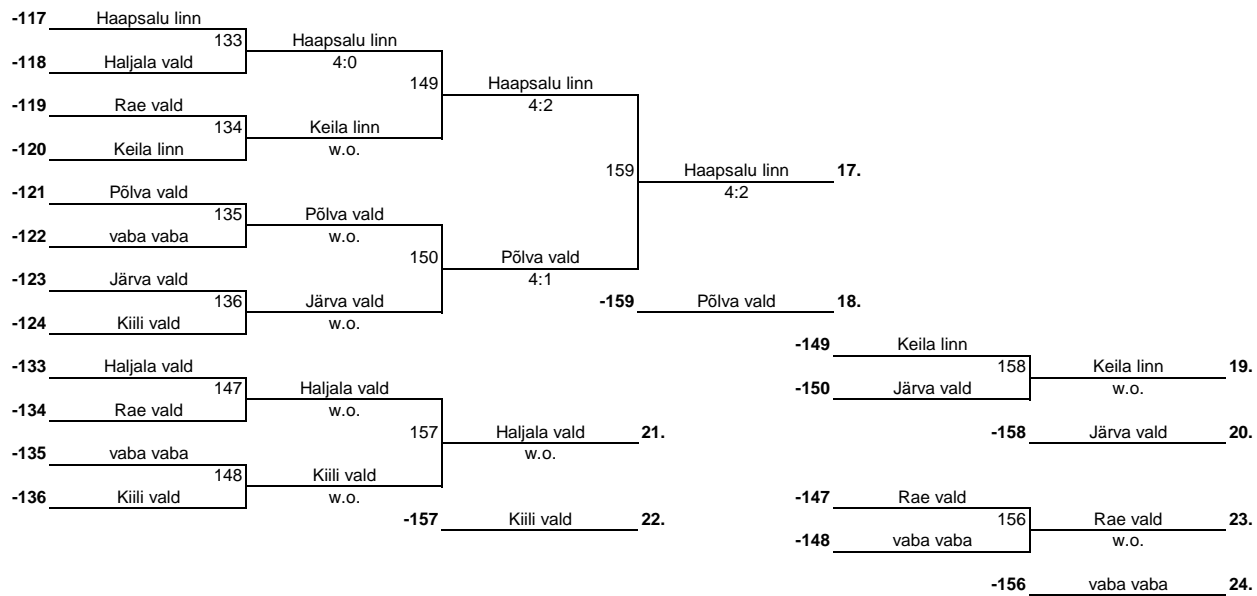 -117 Haapsalu linn
133 Haapsalu linn
-118 Haljala vald 4:0
149 Haapsalu linn
-119 Rae vald 4:2
134 Keila linn
-120 Keila linn w.o.
159 Haapsalu linn 17.
-121 Põlva vald 4:2
135 Põlva vald
-122 vaba vaba w.o.
150 Põlva vald
-123 Järva vald 4:1
136 Järva vald -159 Põlva vald 18.
-124 Kiili vald w.o.
-149 Keila linn
-133 Haljala vald 158 Keila linn 19.
147 Haljala vald -150 Järva vald w.o.
-134 Rae vald w.o.
157 Haljala vald 21. -158 Järva vald 20.
-135 vaba vaba w.o.
148 Kiili vald
-136 Kiili vald w.o. -147 Rae vald
-157 Kiili vald 22. 156 Rae vald 23.
-148 vaba vaba w.o.
-156 vaba vaba 24.